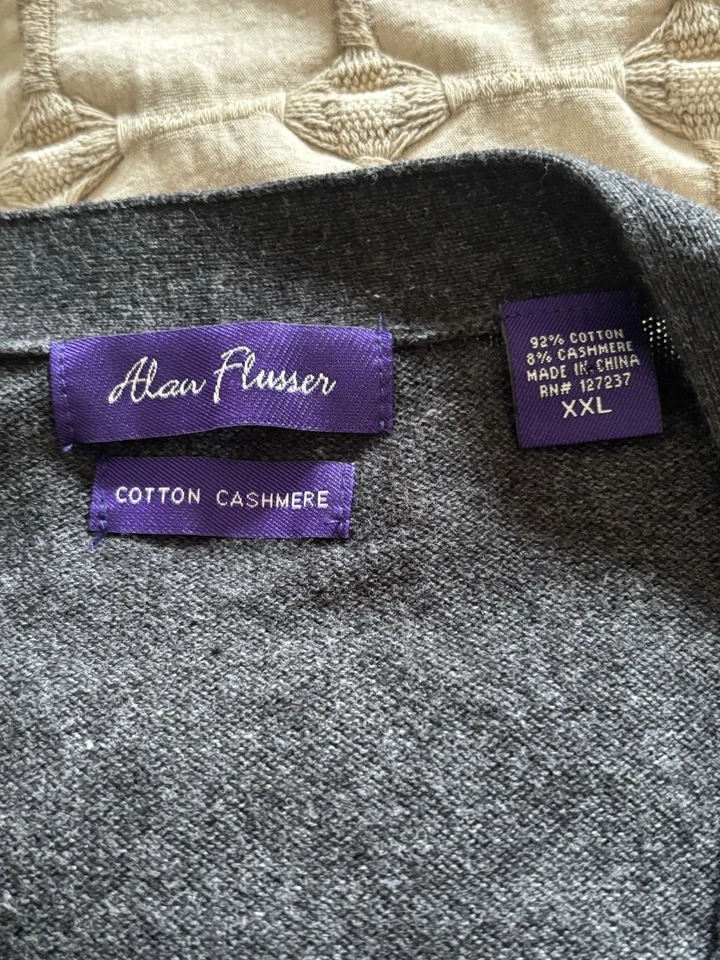 Alan Flusser
COTTON CASHMERE
92% COTTON
8% CASHMERE
MADE IN CHINA
RN# 127237
XXL